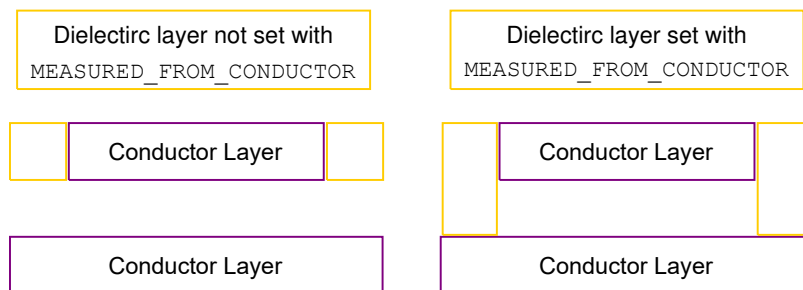 Dielectirc layer not set with
MEASURED_FROM_CONDUCTOR
Dielectirc layer set with
MEASURED_FROM_CONDUCTOR
Conductor Layer
Conductor Layer
Conductor Layer
Conductor Layer